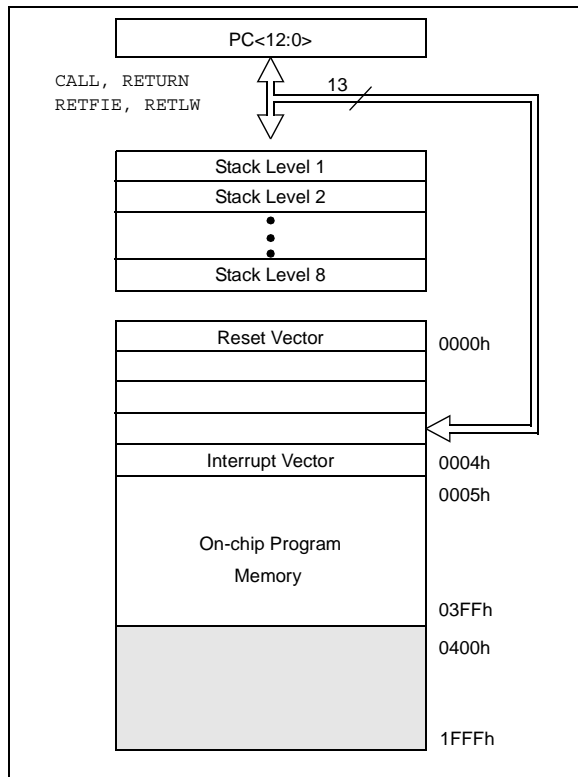 PC<12:0>
CALL, RETURN
RETFIE, RETLW
13
Stack Level 1
Stack Level 2
Stack Level 8
Reset Vector
0000h
Interrupt Vector
0004h
0005h
On-chip Program
Memory
03FFh
0400h
1FFFh